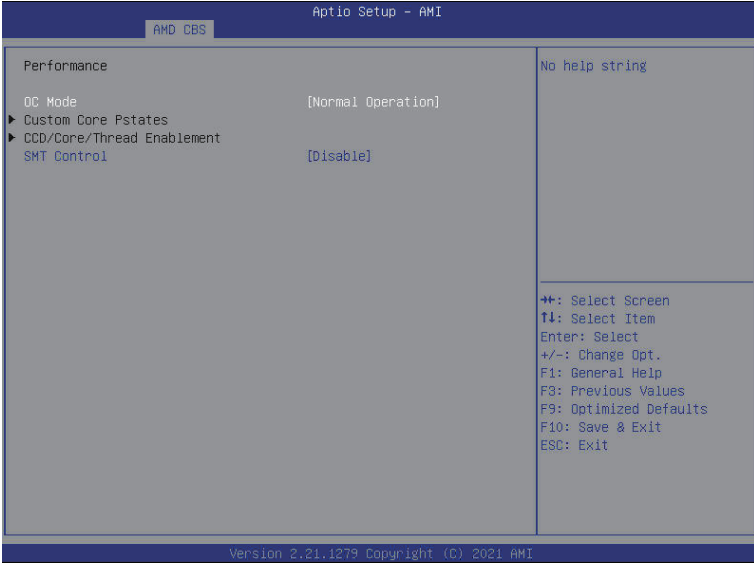 Aptio Setup – AMI
AMD CBS
Performance
OC Mode [Normal Operation]
▶ Custom Core Pstates
▶ CCD/Core/Thread Enablement
SMT Control [Disable]
No help string
→←: Select Screen
↑↓: Select Item
Enter: Select
+/-: Change Opt.
F1: General Help
F3: Previous Values
F9: Optimized Defaults
F10: Save & Exit
ESC: Exit
Version 2.21.1279 Copyright (C) 2021 AMI